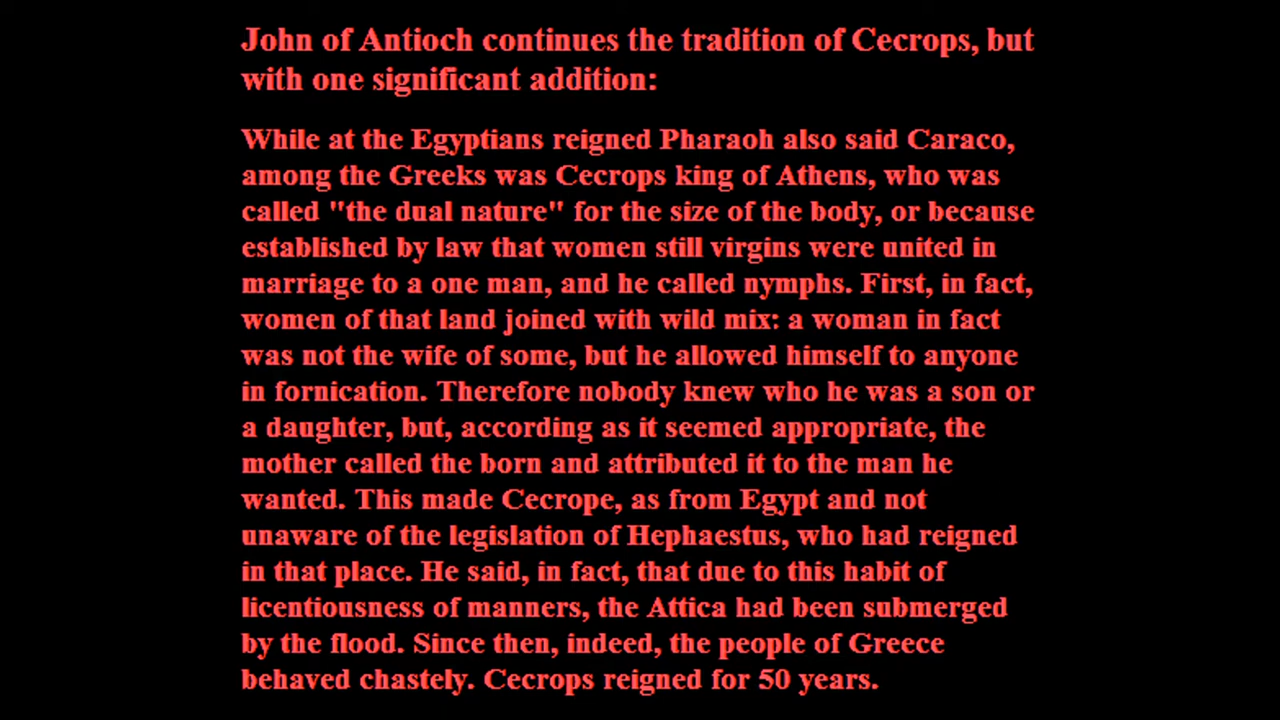 John of Antioch continues the tradition of Cecrops, but
with one significant addition:
While at the Egyptians reigned Pharaoh also said Caraco,
among the Greeks was Cecrops king of Athens, who was
called "the dual nature" for the size of the body, or because
established by law that women still virgins were united in
marriage to a one man, and he called nymphs. First, in fact,
women of that land joined with wild mix: a woman in fact
was not the wife of some, but he allowed himself to anyone
in fornication. Therefore nobody knew who he was a son or
a daughter, but, according as it seemed appropriate, the
mother called the born and attributed it to the man he
wanted. This made Cecrope, as from Egypt and not
unaware of the legislation of Hephaestus, who had reigned
in that place. He said, in fact, that due to this habit of
licentiousness of manners, the Attica had been submerged
by the flood. Since then, indeed, the people of Greece
behaved chastely. Cecrops reigned for 50 years.